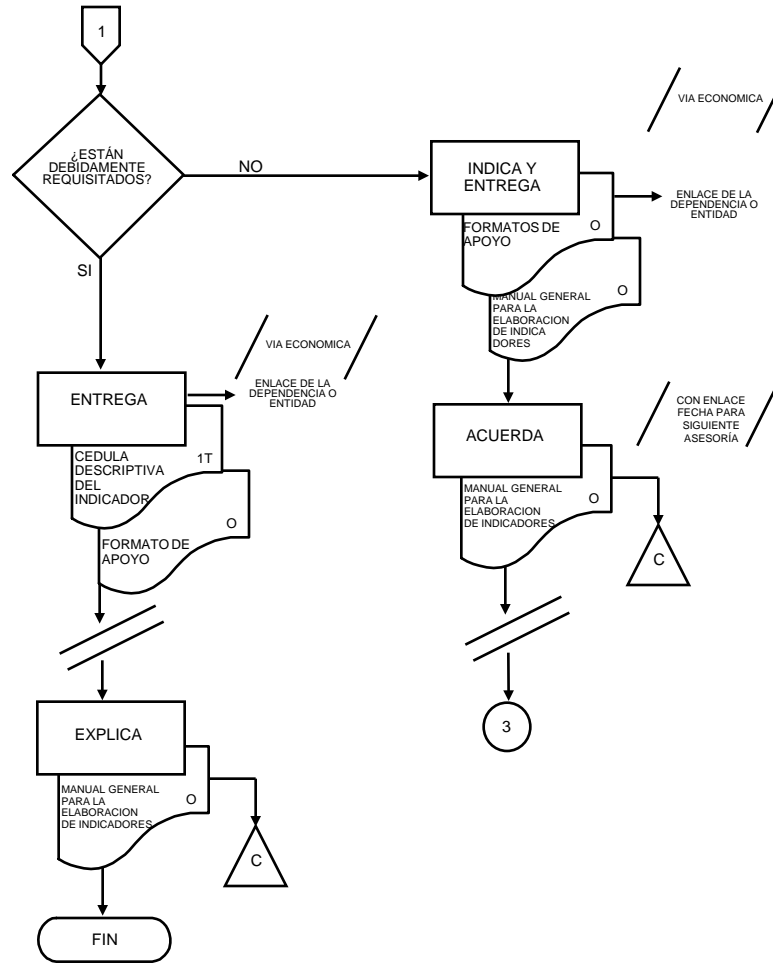 1
¿ESTÁN
DEBIDAMENTE
REQUISITADOS?
NO
SI
INDICA Y
ENTREGA
VIA ECONOMICA
ENLACE DE LA
DEPENDENCIA O
ENTIDAD
FORMATOS DE
APOYO
O
MANUAL GENERAL
PARA LA
ELABORACION
DE INDICA
DORES
O
ENTREGA
VIA ECONOMICA
ENLACE DE LA
DEPENDENCIA O
ENTIDAD
CEDULA
DESCRIPTIVA
DEL
INDICADOR
1T
FORMATO DE
APOYO
O
ACUERDA
CON ENLACE
FECHA PARA
SIGUIENTE
ASESORÍA
MANUAL GENERAL
PARA LA
ELABORACION
DE INDICADORES
O
C
3
EXPLICA
MANUAL GENERAL
PARA LA
ELABORACION
DE INDICADORES
O
C
FIN